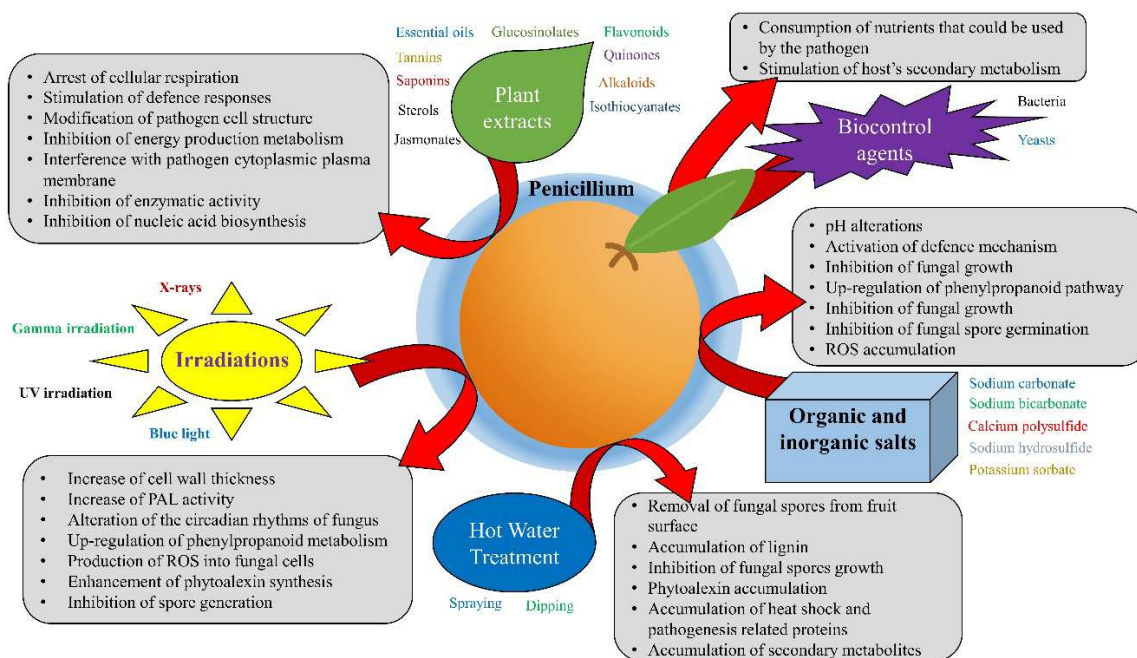 Essential oils
Glucosinolates
Flavonoids
Tannins
Quinones
Saponins
Alkaloids
Sterols
Isothiocyanates
Jasmonates
Plant
extracts
• Arrest of cellular respiration
• Stimulation of defence responses
• Modification of pathogen cell structure
• Inhibition of energy production metabolism
• Interference with pathogen cytoplasmic plasma
membrane
• Inhibition of enzymatic activity
• Inhibition of nucleic acid biosynthesis
• Consumption of nutrients that could be used
by the pathogen
• Stimulation of host's secondary metabolism
Biocontrol
agents
Bacteria
Yeasts
Penicillium
• pH alterations
• Activation of defence mechanism
• Inhibition of fungal growth
• Up-regulation of phenylpropanoid pathway
• Inhibition of fungal growth
• Inhibition of fungal spore germination
• ROS accumulation
Organic and
inorganic salts
Sodium carbonate
Sodium bicarbonate
Calcium polysulfide
Sodium hydrosulfide
Potassium sorbate
X-rays
Gamma irradiation
Irradiations
UV irradiation
Blue light
• Increase of cell wall thickness
• Increase of PAL activity
• Alteration of the circadian rhythms of fungus
• Up-regulation of phenylpropanoid metabolism
• Production of ROS into fungal cells
• Enhancement of phytoalexin synthesis
• Inhibition of spore generation
Hot Water
Treatment
Spraying
Dipping
• Removal of fungal spores from fruit
surface
• Accumulation of lignin
• Inhibition of fungal spores growth
• Phytoalexin accumulation
• Accumulation of heat shock and
pathogenesis related proteins
• Accumulation of secondary metabolites